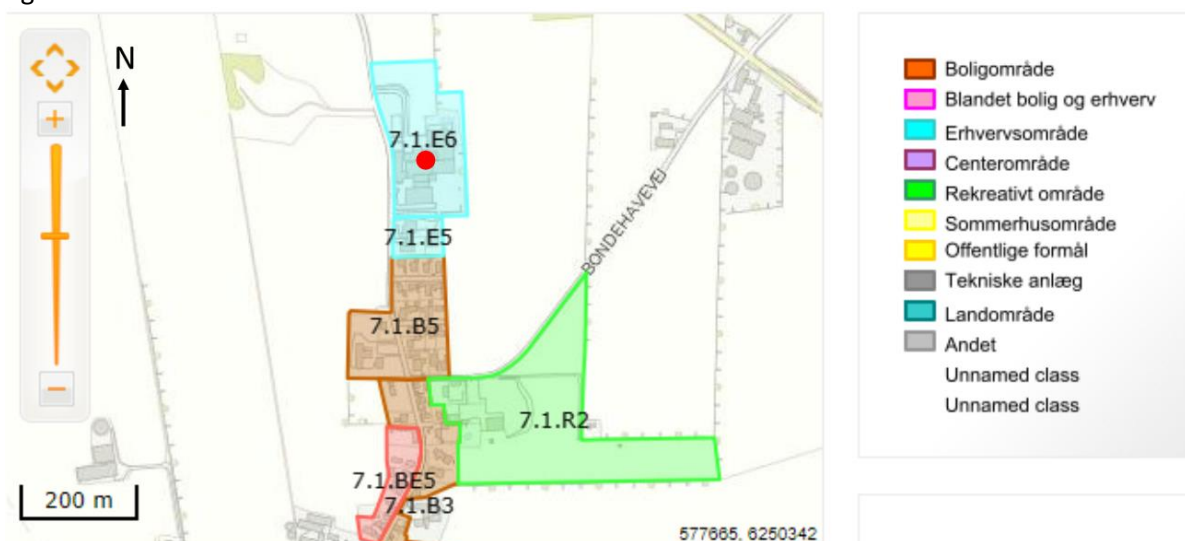 N
7.1.E6
7.1.E5
BONDEHAVEVEJ
7.1.B5
7.1.R2
7.1.BE5
7.1.B3
200 m
577665, 6250342
Boligområde
Blandet bolig og erhverv
Erhvervsområde
Centerområde
Rekreativt område
Sommerhusområde
Offentlige formål
Tekniske anlæg
Landområde
Andet
Unnamed class
Unnamed class